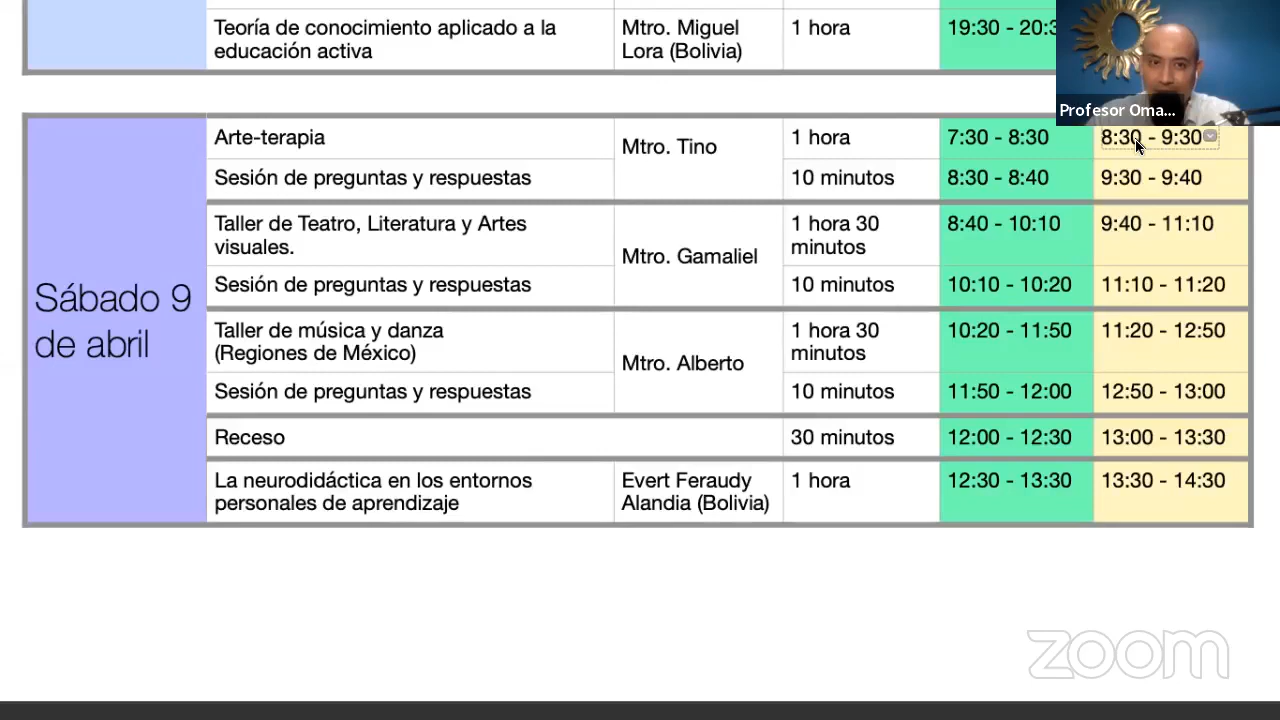 Teoría de conocimiento aplicado a la
educación activa
Mtro. Miguel
Lora (Bolivia)
1 hora
19:30 -
Profesor Oma...
Sábado 9
de abril
Arte-terapia
Mtro. Tino
1 hora
7:30 - 8:30
8:30 - 9:30
Sesión de preguntas y respuestas
10 minutos
8:30 - 8:40
9:30 - 9:40
Taller de Teatro, Literatura y Artes
visuales.
Mtro. Gamaliel
1 hora 30
minutos
8:40 - 10:10
9:40 - 11:10
Sesión de preguntas y respuestas
10 minutos
10:10 - 10:20
11:10 - 11:20
Taller de música y danza
(Regiones de México)
Mtro. Alberto
1 hora 30
minutos
10:20 - 11:50
11:20 - 12:50
Sesión de preguntas y respuestas
10 minutos
11:50 - 12:00
12:50 - 13:00
Receso
30 minutos
12:00 - 12:30
13:00 - 13:30
La neurodidáctica en los entornos
personales de aprendizaje
Evert Feraudy
Alandia (Bolivia)
1 hora
12:30 - 13:30
13:30 - 14:30
zoom